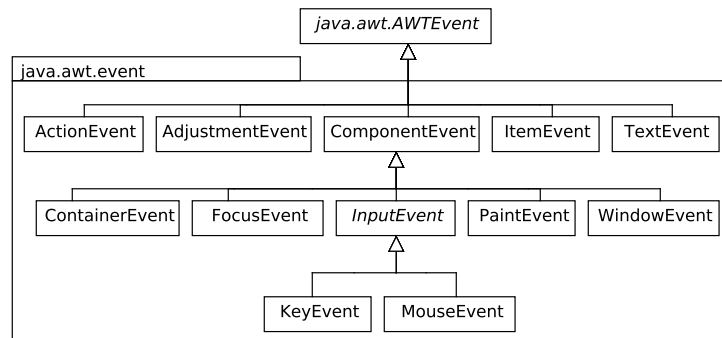 java.awt.AWTEvent
java.awt.event
ActionEvent AdjustmentEvent ComponentEvent ItemEvent TextEvent
ContainerEvent FocusEvent InputEvent PaintEvent WindowEvent
KeyEvent MouseEvent